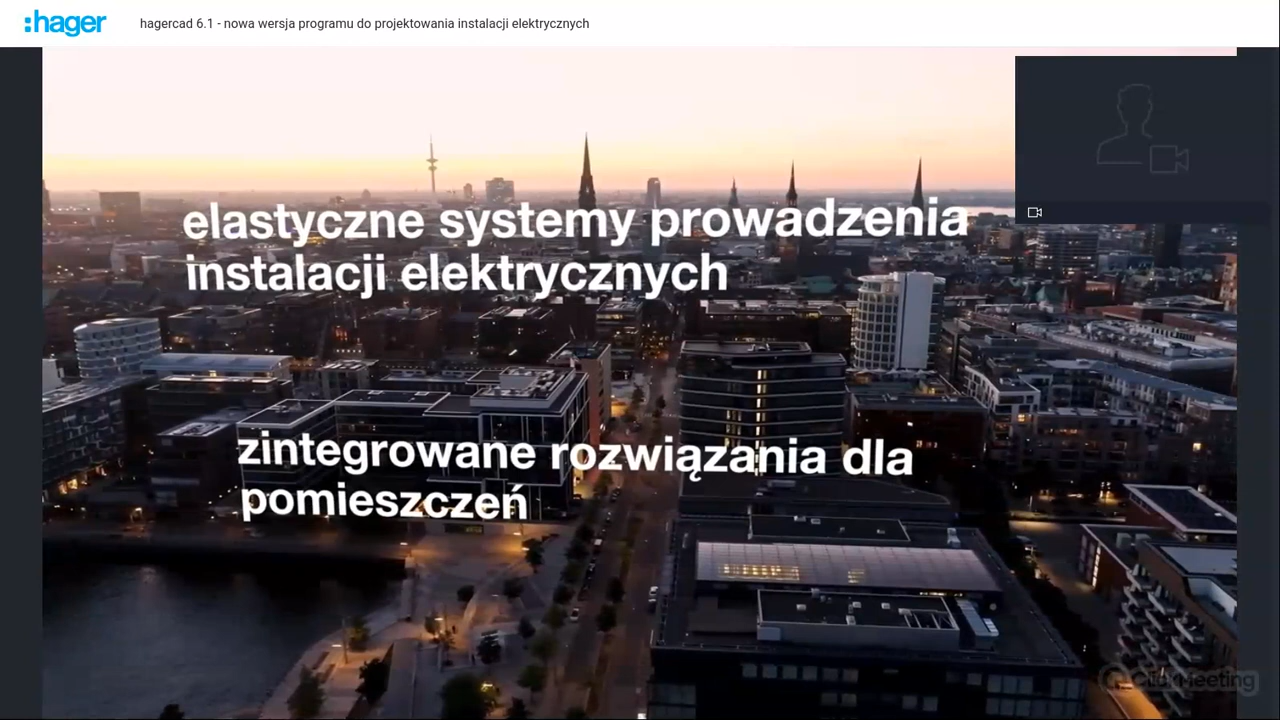 :hager
hagercad 6.1 - nowa wersja programu do projektowania instalacji elektrycznych
elastyczne systemy prowadzenia
instalacji elektrycznych
zintegrowane rozwiązania dla
pomieszczeń
ClickMeeting